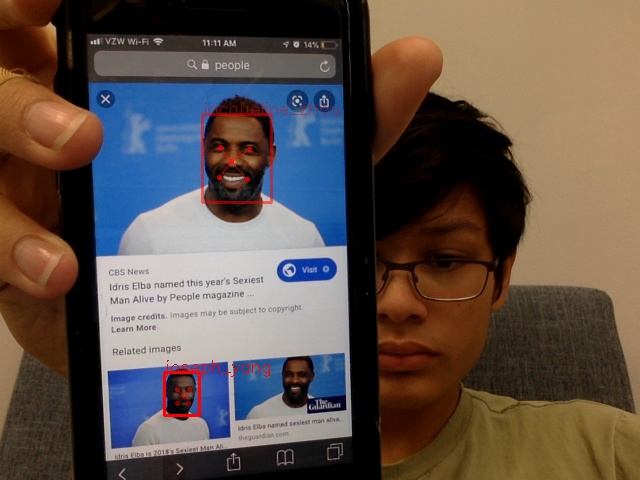 VZW Wi-Fi 11:11 AM 14%
people
CBS News
Visit
Idris Elba named this year's Sexiest
Man Alive by People magazine ...
Image credits. Images may be subject to copyright.
Learn More
Related images
joseph_yang
The
Guardian
Idris Elba is 2018's Sexiest Man Aliv...
Idris Elba named sexiest man alive
theguardian.com